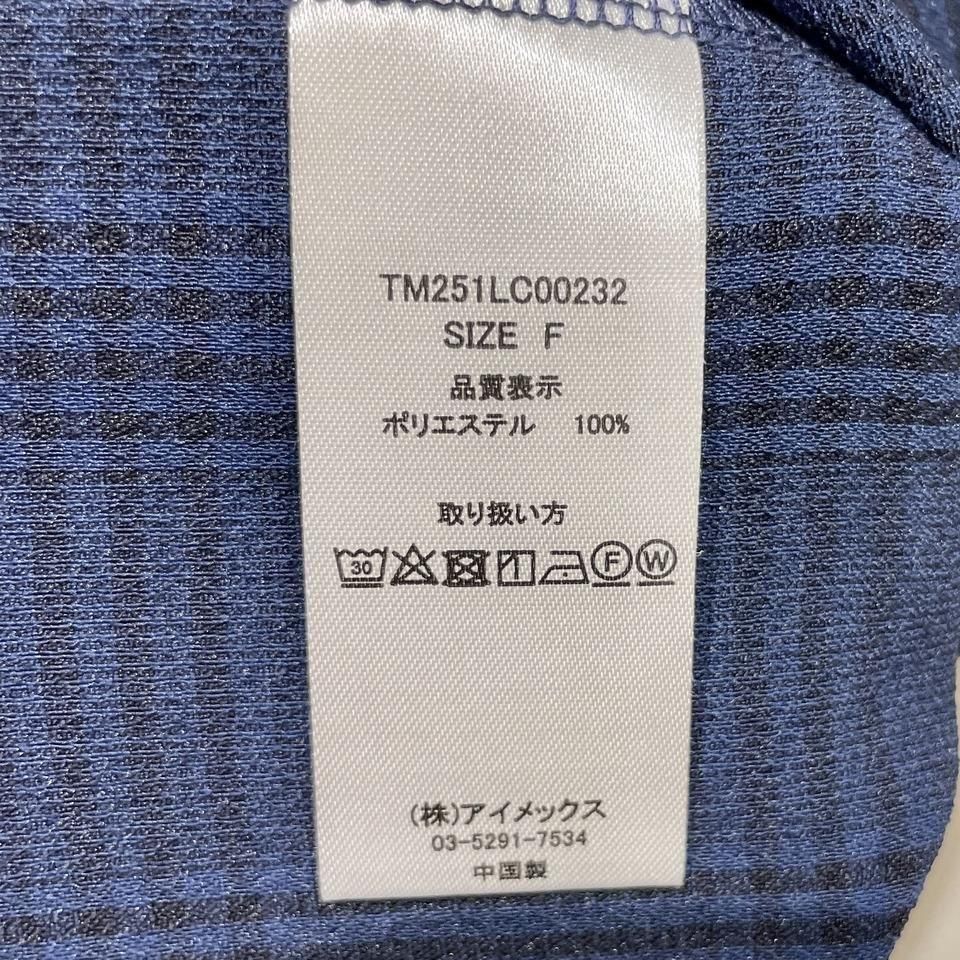 TM251LC00232
SIZE F
品質表示
ポリエステル 100%
取り扱い方
30 F W
(株)アイメックス
03-5291-7534
中国製